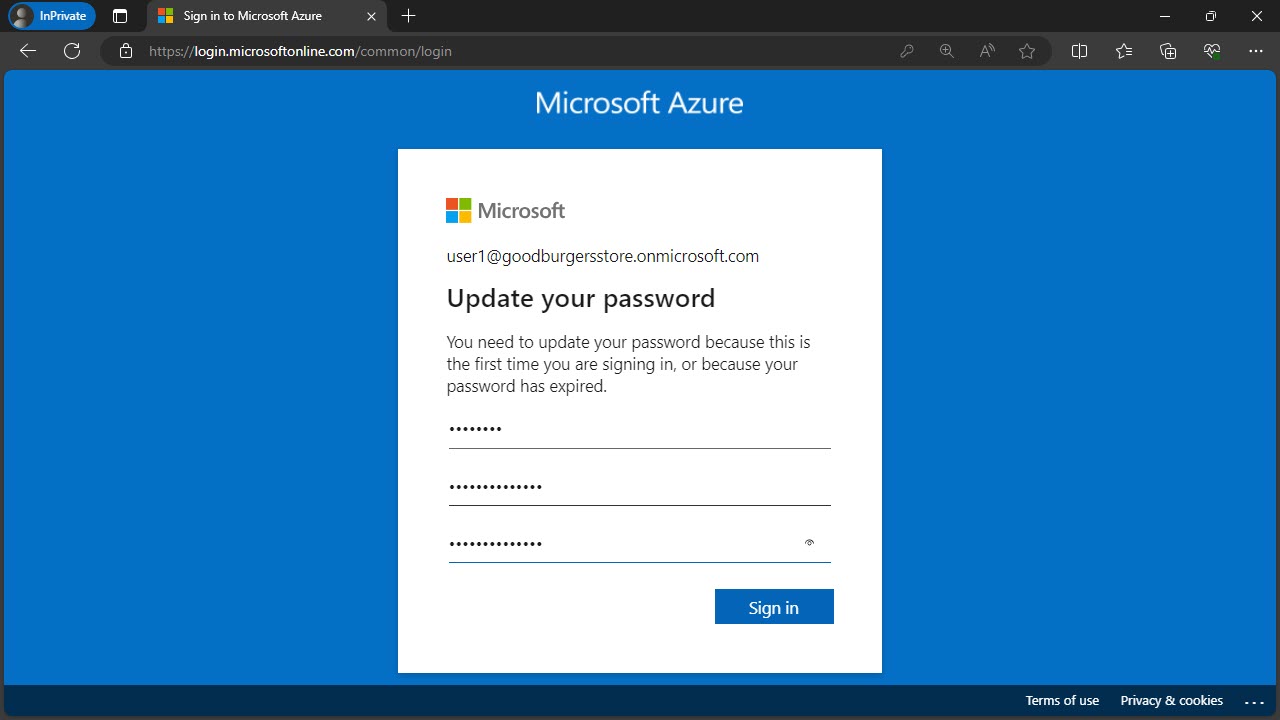 InPrivate
Sign in to Microsoft Azure
https://login.microsoftonline.com/common/login
Microsoft Azure
Microsoft
user1@goodburgersstore.onmicrosoft.com
Update your password
You need to update your password because this is
the first time you are signing in, or because your
password has expired.
••••••••
••••••••••••••
••••••••••••••
Sign in
Terms of use
Privacy & cookies
...